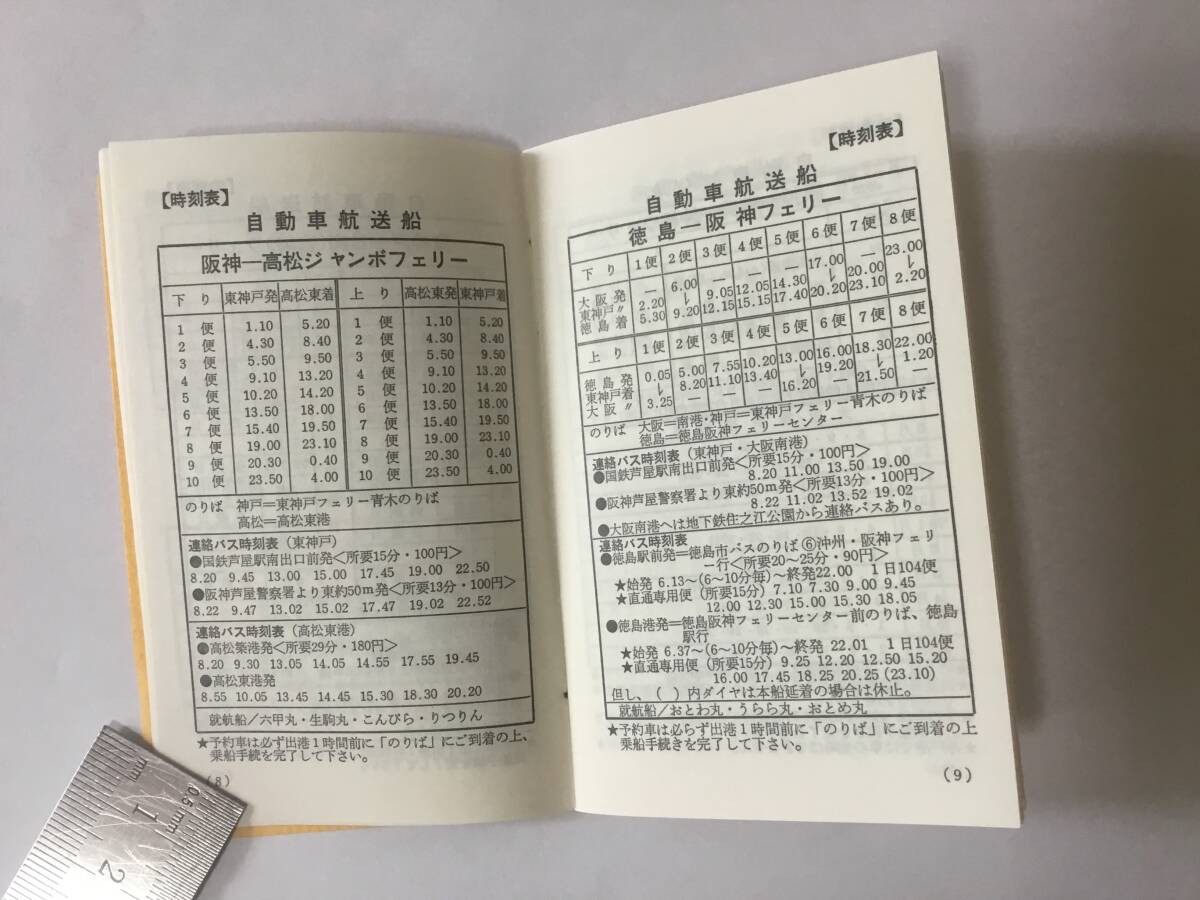 【時刻表】
自動車航送船
阪神―高松ジャンボフェリー
下り 東神戸発 高松東着 上り 高松東発 東神戸着
1便 1.10 5.20 1便 1.10 5.20
2便 4.30 8.40 2便 4.30 8.40
3便 5.50 9.50 3便 5.50 9.50
4便 9.10 13.20 4便 9.10 13.20
5便 10.20 14.20 5便 10.20 14.20
6便 13.50 18.00 6便 13.50 18.00
7便 15.40 19.50 7便 15.40 19.50
8便 19.00 23.10 8便 19.00 23.10
9便 20.30 0.40 9便 20.30 0.40
10便 23.50 4.00 10便 23.50 4.00
のりば 神戸=東神戸フェリー青木のりば
高松=高松東港
連絡バス時刻表(東神戸)
●国鉄芦屋駅南出口前発<所要15分・100円>
8.20 9.45 13.00 15.00 17.45 19.00 22.50
●阪神芦屋警察署より東約50m発<所要13分・100円>
8.22 9.47 13.02 15.02 17.47 19.02 22.52
連絡バス時刻表(高松東港)
●高松築港発<所要29分・180円>
8.20 9.30 13.05 14.05 14.55 17.55 19.45
●高松東港発
8.55 10.05 13.45 14.45 15.30 18.30 20.20
就航船/六甲丸・生駒丸・こんぴら・りつりん
★予約車は必ず出港1時間前に「のりば」にご到着の上、
乗船手続を完了して下さい。
(8)
【時刻表】
自動車航送船
徳島―阪神フェリー
下り 1便 2便 3便 4便 5便 6便 7便 8便
大阪発 ― 6.00 ― ― ― 17.00 ― 23.00
東神戸〃 2.20 ↓ 9.05 12.05 14.30 ↓ 20.00 ↓
徳島着 5.30 9.20 12.15 15.15 17.40 20.20 23.10 2.20
上り 1便 2便 3便 4便 5便 6便 7便 8便
徳島発 0.05 5.00 7.55 10.20 13.00 16.00 18.30 22.00
東神戸着 ↓ 8.20 11.10 13.40 ↓ 19.20 ↓ 1.20
大阪〃 3.25 ― ― ― 16.20 ― 21.50 ―
のりば 大阪=南港・神戸=東神戸フェリー青木のりば
徳島=徳島阪神フェリーセンター
連絡バス時刻表(東神戸・大阪南港)
●国鉄芦屋駅南出口前発<所要15分・100円>
8.20 11.00 13.50 19.00
●阪神芦屋警察署より東約50m発<所要13分・100円>
8.22 11.02 13.52 19.02
●大阪南港へは地下鉄住之江公園から連絡バスあり。
連絡バス時刻表
●徳島駅前発=徳島市バスのりば⑥沖州・阪神フェリ
ー行<所要20〜25分・90円>
★始発 6.13〜(6〜10分毎)〜終発22.00 1日104便
★直通専用便(所要15分)7.10 7.30 9.00 9.45
12.00 12.30 15.00 15.30 18.05
●徳島港発=徳島阪神フェリーセンター前のりば、徳島
駅行
★始発 6.37〜(6〜10分毎)〜終発 22.01 1日104便
★直通専用便(所要15分)9.25 12.20 12.50 15.20
16.00 17.45 18.25 20.25 (23.10)
但し、( )内ダイヤは本船延着の場合は休止。
就航船/おとわ丸・うらら丸・おとめ丸
★予約車は必らず出港1時間前に「のりば」にご到着の上
乗船手続きを完了して下さい。
(9)
0.5 mm
mm
1
2